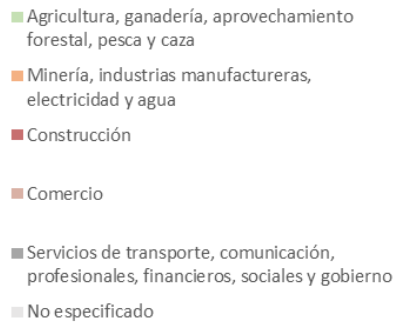 Agricultura, ganadería, aprovechamiento
forestal, pesca y caza
Minería, industrias manufactureras,
electricidad y agua
Construcción
Comercio
Servicios de transporte, comunicación,
profesionales, financieros, sociales y gobierno
No especificado